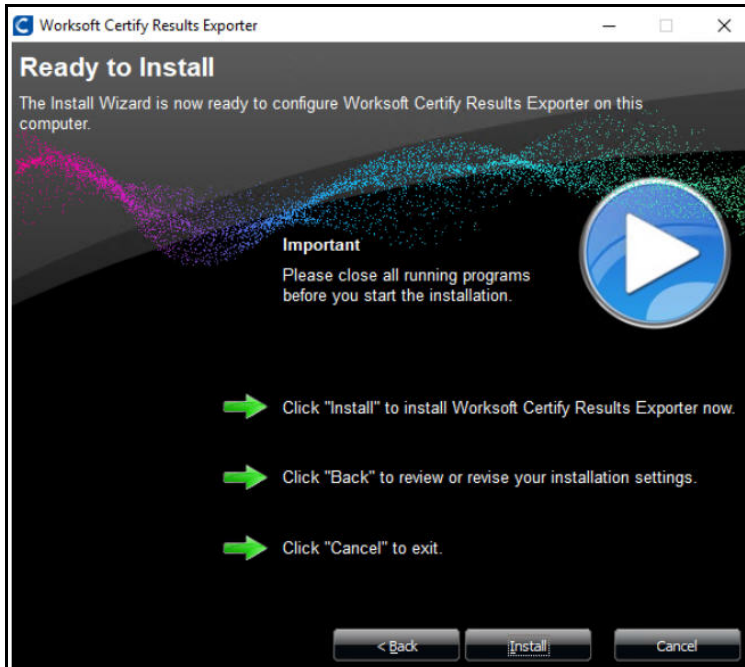 Worksoft Certify Results Exporter
Ready to Install
The Install Wizard is now ready to configure Worksoft Certify Results Exporter on this
computer.
Important
Please close all running programs
before you start the installation.
Click "Install" to install Worksoft Certify Results Exporter now.
Click "Back" to review or revise your installation settings.
Click "Cancel" to exit.
< Back
Install
Cancel